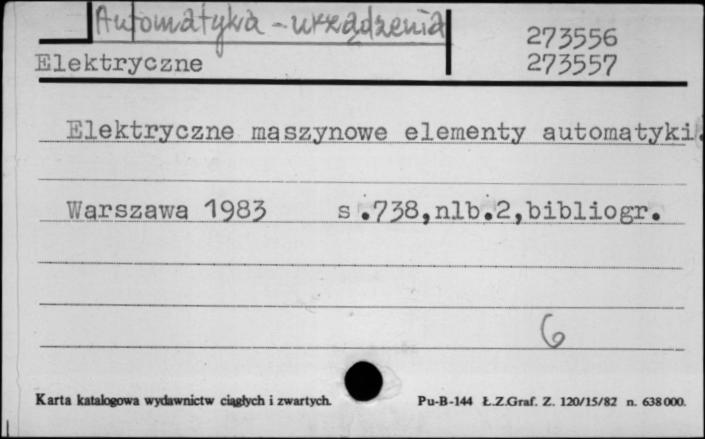 Automatyka - urządzenia
273556
Elektryczne
273557
Elektryczne maszynowe elementy automatyki.
Warszawa 1983 s.738,nlb.2,bibliogr.
6
Karta katalogowa wydawnictw ciągłych i zwartych. Pu-B-144 Ł.Z.Graf. Z. 120/15/82 n. 638000.